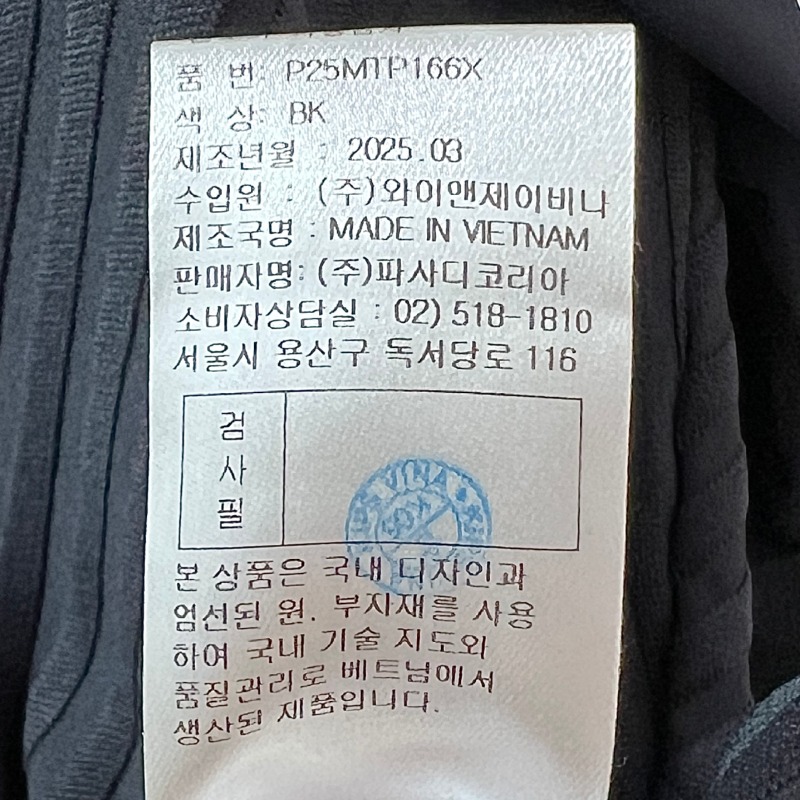 품 번: P25MTP166X
색 상: BK
제조년월 : 2025.03
수입원 : (주)와이앤제이비나
제조국명 : MADE IN VIETNAM
판매자명: (주)파사디코리아
소비자상담실 : 02) 518-1810
서울시 용산구 독서당로 116
검
사
필
본 상품은 국내 디자인과
엄선된 원. 부자재를 사용
하여 국내 기술 지도와
품질관리로 베트남에서
생산된 제품입니다.